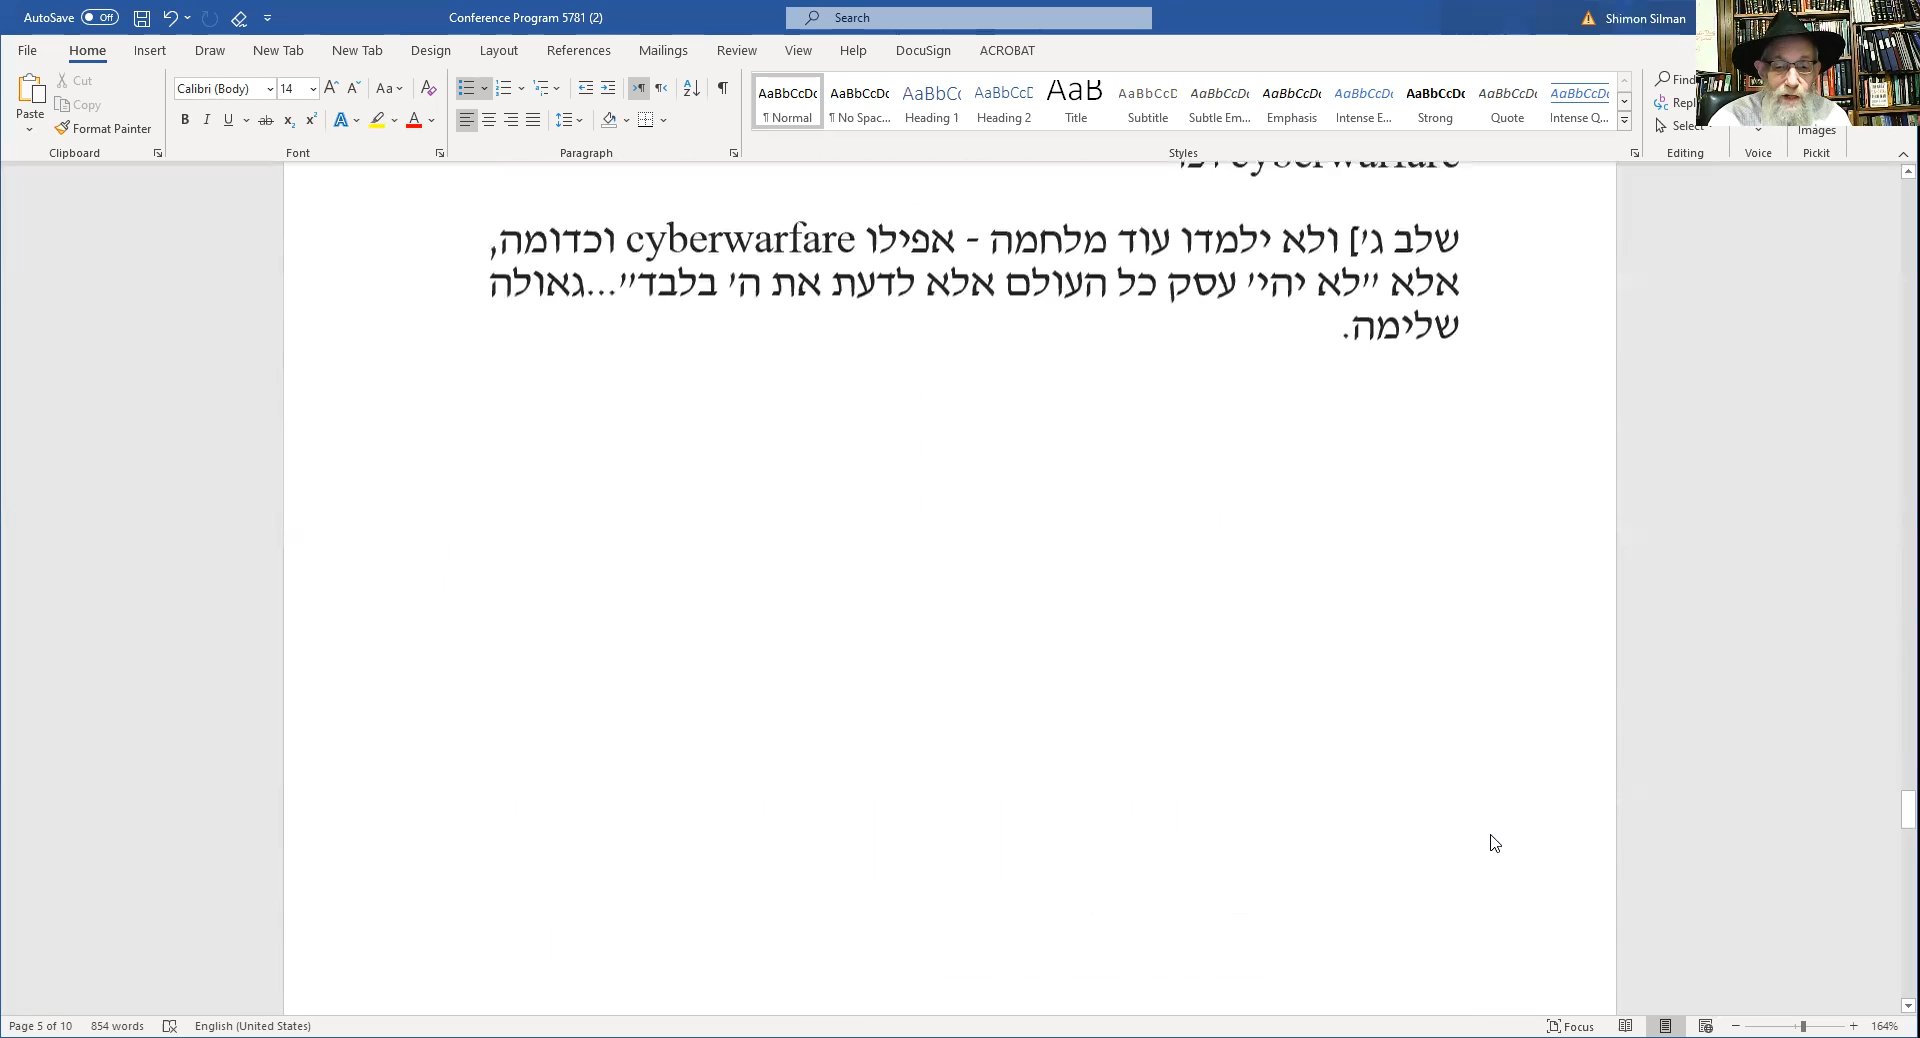 AutoSave Off
Conference Program 5781 (2)
Search
Shimon Silman
File Home Insert Draw New Tab New Tab Design Layout References Mailings Review View Help DocuSign ACROBAT
Paste
Cut
Copy
Format Painter
Clipboard
Calibri (Body) 14
Font
Paragraph
AaBbCcDc AaBbCcDc AaBbCc AaBbCcD AaB AaBbCcD AaBbCcDc AaBbCcDc AaBbCcDc AaBbCcDc AaBbCcDc AaBbCcDc
¶ Normal ¶ No Spac... Heading 1 Heading 2 Title Subtitle Subtle Em... Emphasis Intense E... Strong Quote Intense Q...
Styles
Find
Repl
Select
Editing
Voice
Images
Pickit
cyberwarfare
שלב ג'] ולא ילמדו עוד מלחמה - אפילו cyberwarfare וכדומה,
אלא "לא יהי' עסק כל העולם אלא לדעת את ה' בלבד"...גאולה
שלימה.
Page 5 of 10 854 words English (United States)
Focus
164%